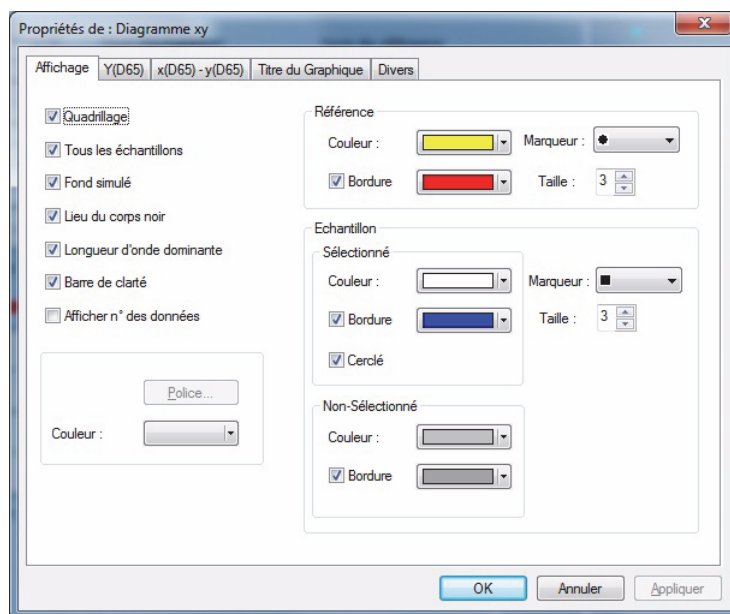 Propriétés de : Diagramme xy
Affichage Y(D65) x(D65) - y(D65) Titre du Graphique Divers
Quadrillage
Tous les échantillons
Fond simulé
Lieu du corps noir
Longueur d'onde dominante
Barre de clarté
Afficher n° des données
Police...
Couleur :
Référence
Couleur :
Marqueur :
Bordure
Taille : 3
Echantillon
Sélectionné
Couleur :
Marqueur :
Bordure
Taille : 3
Cerclé
Non-Sélectionné
Couleur :
Bordure
OK Annuler Appliquer